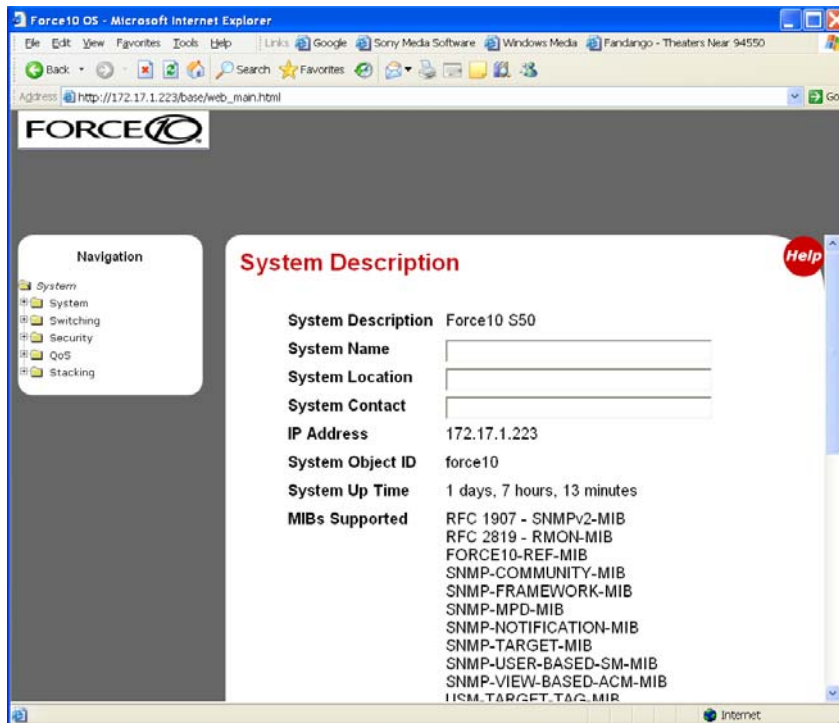 Force10 OS - Microsoft Internet Explorer
File Edit View Favorites Tools Help Links Google Sony Media Software Windows Media Fandango - Theaters Near 94550
Back Search Favorites
Address http://172.17.1.223/base/web_main.html Go
FORCE10
Navigation
System
System
Switching
Security
QoS
Stacking
Help
System Description
System Description Force10 S50
System Name
System Location
System Contact
IP Address 172.17.1.223
System Object ID force10
System Up Time 1 days, 7 hours, 13 minutes
MIBs Supported RFC 1907 - SNMPv2-MIB
RFC 2819 - RMON-MIB
FORCE10-REF-MIB
SNMP-COMMUNITY-MIB
SNMP-FRAMEWORK-MIB
SNMP-MPD-MIB
SNMP-NOTIFICATION-MIB
SNMP-TARGET-MIB
SNMP-USER-BASED-SM-MIB
SNMP-VIEW-BASED-ACM-MIB
USM-TARGET-TAG-MIB
Internet